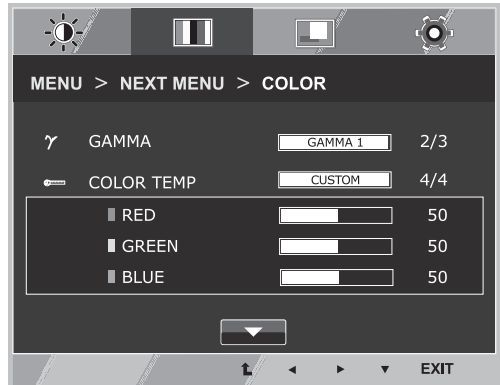 MENU > NEXT MENU > COLOR
γ GAMMA GAMMA 1 2/3
COLOR TEMP CUSTOM 4/4
RED 50
GREEN 50
BLUE 50
EXIT